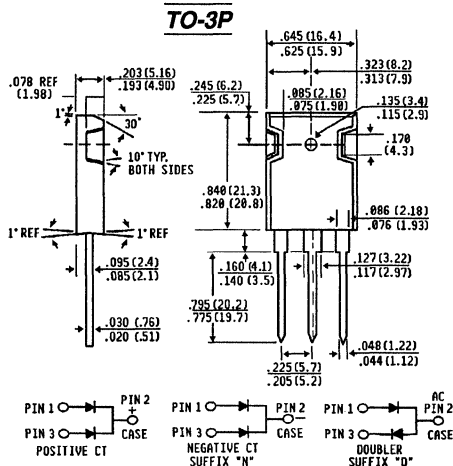 TO-3P
.645 (16.4)
.625 (15.9)
.203 (5.16)
.193 (4.90)
.078 REF
(1.98)
.323 (8.2)
.313 (7.9)
.245 (6.2)
.225 (5.7)
.085 (2.16)
.075 (1.90)
.135 (3.4)
.115 (2.9)
1°
30°
10° TYP.
BOTH SIDES
.170
(4.3)
.840 (21.3)
.820 (20.8)
.086 (2.18)
.076 (1.93)
1° REF
1° REF
.095 (2.4)
.085 (2.1)
.160 (4.1)
.140 (3.5)
.127 (3.22)
.117 (2.97)
.795 (20.2)
.775 (19.7)
.030 (.76)
.020 (.51)
.048 (1.22)
.044 (1.12)
.225 (5.7)
.205 (5.2)
PIN 1
PIN 2
+
PIN 3
CASE
POSITIVE CT
PIN 1
PIN 2
−
PIN 3
CASE
NEGATIVE CT
SUFFIX "N"
AC
PIN 1
PIN 2
PIN 3
CASE
DOUBLER
SUFFIX "D"